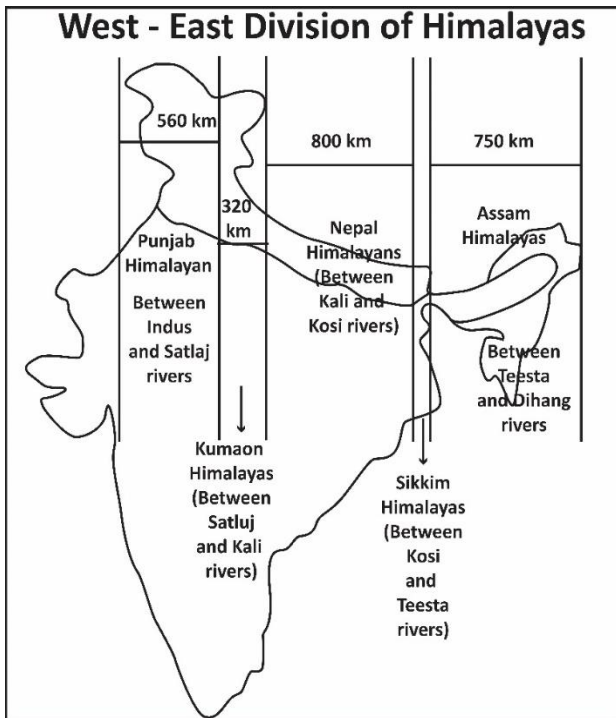 West - East Division of Himalayas
560 km
800 km
750 km
320
km
Punjab
Himalayan
Between
Indus
and Satlaj
rivers
Nepal
Himalayans
(Between
Kali and
Kosi rivers)
Assam
Himalayas
Between
Teesta
and Dihang
rivers
Kumaon
Himalayas
(Between
Satluj
and Kali
rivers)
Sikkim
Himalayas
(Between
Kosi
and
Teesta
rivers)